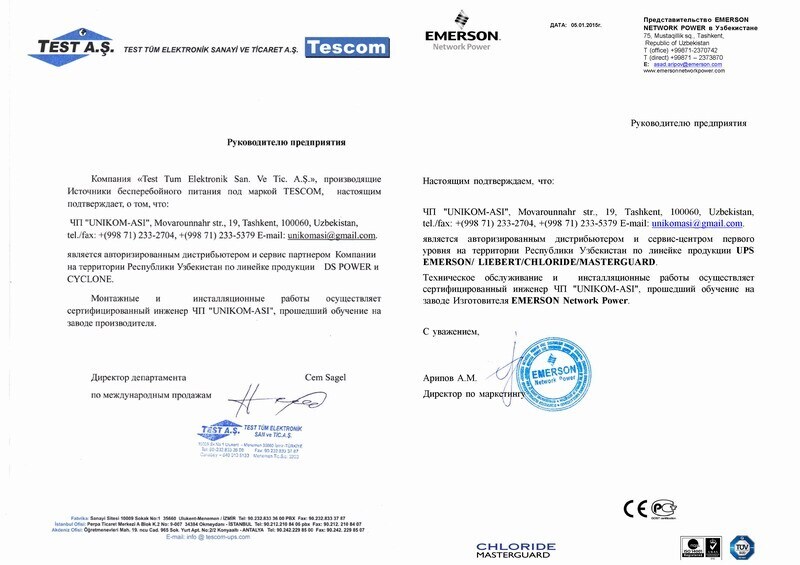 TEST A.Ş.
TEST TÜM ELEKTRONİK SANAYİ VE TİCARET A.Ş.
Tescom
Руководителю предприятия
Компания «Test Tum Elektronik San. Ve Tic. A.Ş.», производящие
Источники бесперебойного питания под маркой TESCOM, настоящим
подтверждает, о том, что:
ЧП "UNIKOM-ASI", Movarounnahr str., 19, Tashkent, 100060, Uzbekistan,
tel./fax: +(998 71) 233-2704, +(998 71) 233-5379 E-mail: unikomasi@gmail.com.
является авторизированным дистрибьютером и сервис партнером Компании
на территории Республики Узбекистан по линейке продукции DS POWER и
CYCLONE.
Монтажные и инсталяционные работы осуществляет
сертифицированный инженер ЧП "UNIKOM-ASI", прошедший обучение на
заводе производителя.
Директор департамента
Cem Sagel
по международным продажам
TEST A.Ş.
TEST TÜM ELEKTRONİK
SAN ve TİC.A.Ş.
Fabrika: Sanayi Sitesi 10009 Sokak No:1 35660 Ulukent-Menemen / İZMİR Tel: 90.232.833 36 00 PBX Fax: 90.232.833 37 87
İstanbul Ofisi: Perpa Ticaret Merkezi A Blok K.2 No: 0-007 34384 Okmeydanı - İSTANBUL Tel: 90.212.210 84 05 pbx Fax: 90.212. 210 84 07
Akdeniz Ofisi: Öğretmenevleri Mah. 19. ncu Cad. 965 Sok. Yurt Apt. No:2/2 Konyaaltı - ANTALYA Tel: 90.242.229 85 00 Fax: 90.242. 229 85 07
E-mail: info @ tescom-ups.com
EMERSON.
Network Power
ДАТА: 05.01.2015г.
Представительство EMERSON
NETWORK POWER в Узбекистане
75, Mustaqillik sq., Tashkent,
Republic of Uzbekistan
T (office) +99871-2370742
T (direct) +99871 – 2373870
E: asad.aripov@emerson.com
www.emersonnetworkpower.com
Руководителю предприятия
Настоящим подтверждаем, что:
ЧП "UNIKOM-ASI", Movarounnahr str., 19, Tashkent, 100060, Uzbekistan,
tel./fax: +(998 71) 233-2704, +(998 71) 233-5379 E-mail: unikomasi@gmail.com
является авторизированным дистрибьютером и сервис-центром первого
уровня на территории Республики Узбекистан по линейке продукции UPS
EMERSON/ LIEBERT/CHLORIDE/MASTERGUARD.
Техническое обслуживание и инсталляционные работы осуществляет
сертифицированный инженер ЧП "UNIKOM-ASI", прошедший обучение на
заводе Изготовителя EMERSON Network Power.
С уважением,
Арипов А.М.
Директор по маркетингу
EMERSON
Network Power
CE
CHLORIDE
MASTERGUARD
TÜV